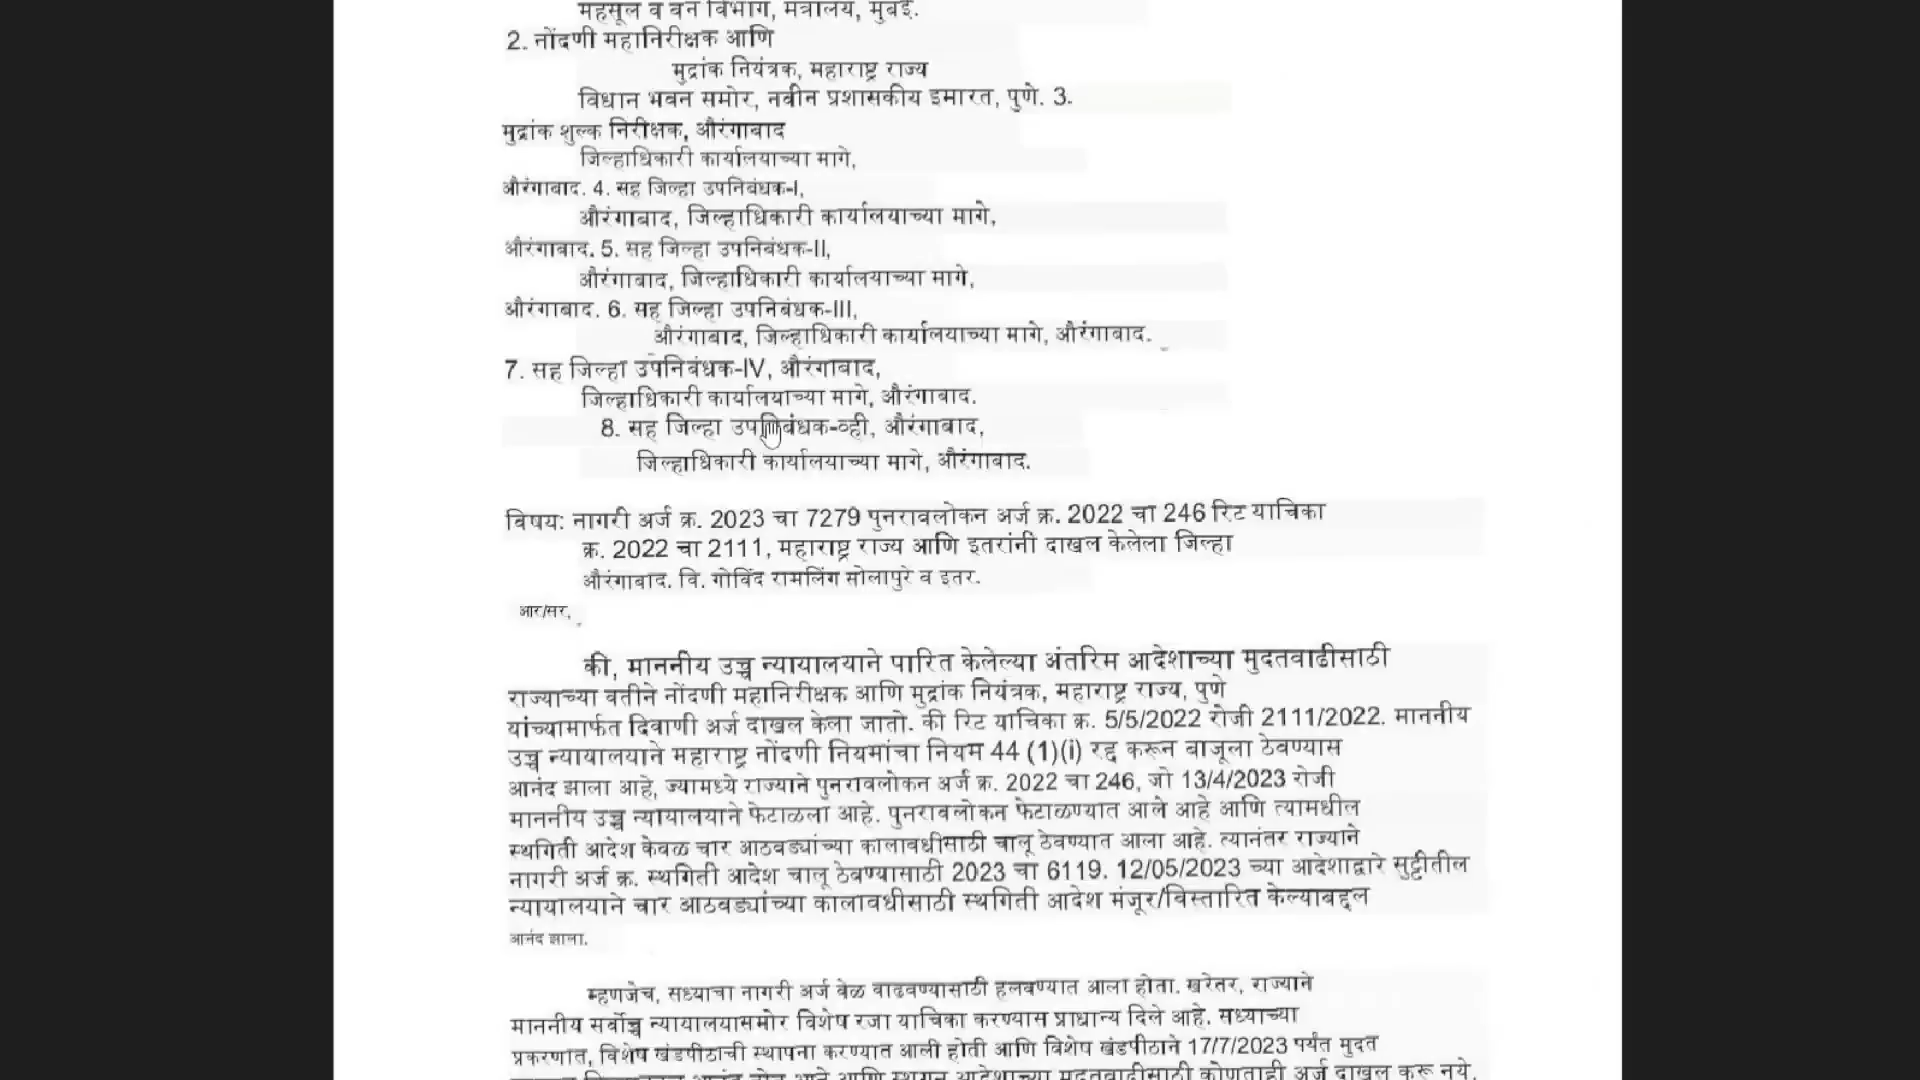 महसूल व वन विभाग, मंत्रालय, मुंबई.
2. नोंदणी महानिरीक्षक आणि
मुद्रांक नियंत्रक, महाराष्ट्र राज्य
विधान भवन समोर, नवीन प्रशासकीय इमारत, पुणे. 3.
मुद्रांक शुल्क निरीक्षक, औरंगाबाद
जिल्हाधिकारी कार्यालयाच्या मागे,
औरंगाबाद. 4. सह जिल्हा उपनिबंधक-I,
औरंगाबाद, जिल्हाधिकारी कार्यालयाच्या मागे,
औरंगाबाद. 5. सह जिल्हा उपनिबंधक-II,
औरंगाबाद, जिल्हाधिकारी कार्यालयाच्या मागे,
औरंगाबाद. 6. सह जिल्हा उपनिबंधक-III,
औरंगाबाद, जिल्हाधिकारी कार्यालयाच्या मागे, औरंगाबाद.
7. सह जिल्हा उपनिबंधक-IV, औरंगाबाद,
जिल्हाधिकारी कार्यालयाच्या मागे, औरंगाबाद.
8. सह जिल्हा उपनिबंधक-व्ही, औरंगाबाद,
जिल्हाधिकारी कार्यालयाच्या मागे, औरंगाबाद.
विषय: नागरी अर्ज क्र. 2023 चा 7279 पुनरावलोकन अर्ज क्र. 2022 चा 246 रिट याचिका
क्र. 2022 चा 2111, महाराष्ट्र राज्य आणि इतरांनी दाखल केलेला जिल्हा
औरंगाबाद. वि. गोविंद रामलिंग सोलापुरे व इतर.
आर/सर,
की, माननीय उच्च न्यायालयाने पारित केलेल्या अंतरिम आदेशाच्या मुदतवाढीसाठी
राज्याच्या वतीने नोंदणी महानिरीक्षक आणि मुद्रांक नियंत्रक, महाराष्ट्र राज्य, पुणे
यांच्यामार्फत दिवाणी अर्ज दाखल केला जातो. की रिट याचिका क्र. 5/5/2022 रोजी 2111/2022. माननीय
उच्च न्यायालयाने महाराष्ट्र नोंदणी नियमांचा नियम 44 (1)(i) रद्द करून बाजूला ठेवण्यास
आनंद झाला आहे, ज्यामध्ये राज्याने पुनरावलोकन अर्ज क्र. 2022 चा 246, जो 13/4/2023 रोजी
माननीय उच्च न्यायालयाने फेटाळला आहे. पुनरावलोकन फेटाळण्यात आले आहे आणि त्यामधील
स्थगिती आदेश केवळ चार आठवड्यांच्या कालावधीसाठी चालू ठेवण्यात आला आहे. त्यानंतर राज्याने
नागरी अर्ज क्र. स्थगिती आदेश चालू ठेवण्यासाठी 2023 चा 6119. 12/05/2023 च्या आदेशाद्वारे सुट्टीतील
न्यायालयाने चार आठवड्यांच्या कालावधीसाठी स्थगिती आदेश मंजूर/विस्तारित केल्याबद्दल
आनंद झाला.
म्हणजेच, सध्याचा नागरी अर्ज वेळ वाढवण्यासाठी हलवण्यात आला होता. खरेतर, राज्याने
माननीय सर्वोच्च न्यायालयासमोर विशेष रजा याचिका करण्यास प्राधान्य दिले आहे. सध्याच्या
प्रकरणात, विशेष खंडपीठाची स्थापना करण्यात आली होती आणि विशेष खंडपीठाने 17/7/2023 पर्यंत मुदत
आणि स्थगन आदेशाच्या मुदतवाढीसाठी कोणताही अर्ज दाखल करू नये.